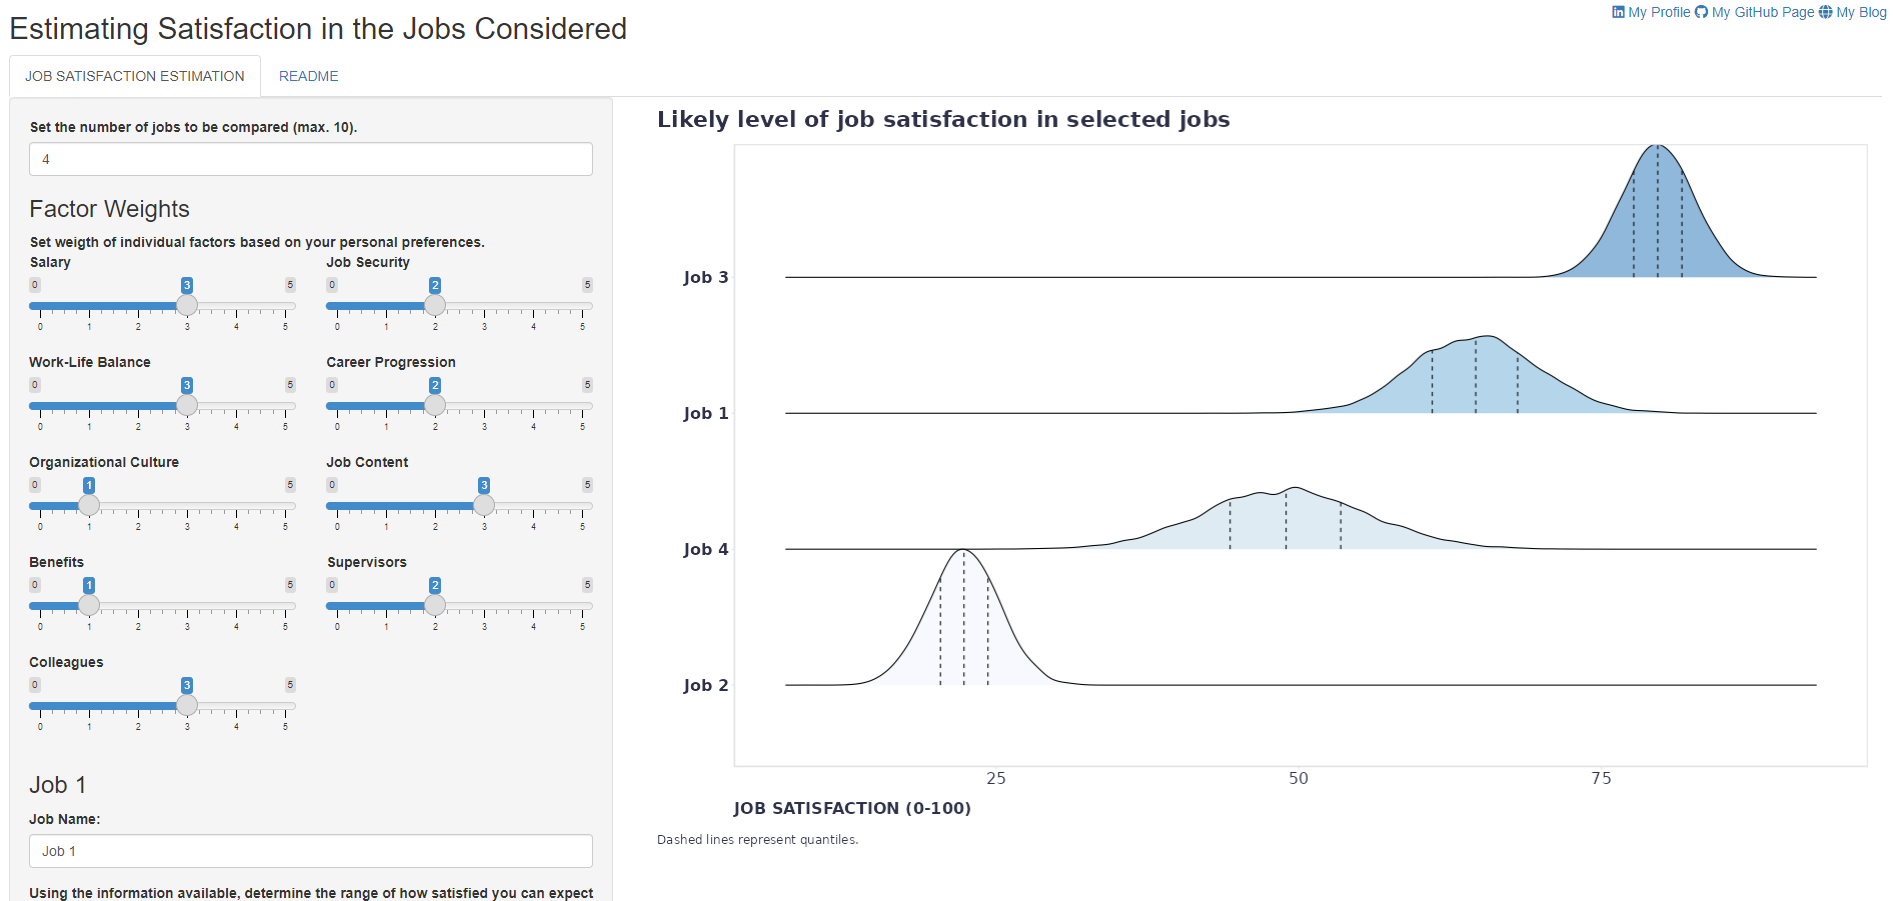 Estimating Satisfaction in the Jobs Considered
My Profile My GitHub Page My Blog
JOB SATISFACTION ESTIMATION README
Set the number of jobs to be compared (max. 10).
4
Factor Weights
Set weigth of individual factors based on your personal preferences.
Salary
0 3 5
0 1 2 3 4 5
Job Security
0 2 5
0 1 2 3 4 5
Work-Life Balance
0 3 5
0 1 2 3 4 5
Career Progression
0 2 5
0 1 2 3 4 5
Organizational Culture
0 1 5
0 1 2 3 4 5
Job Content
0 3 5
0 1 2 3 4 5
Benefits
0 1 5
0 1 2 3 4 5
Supervisors
0 2 5
0 1 2 3 4 5
Colleagues
0 3 5
0 1 2 3 4 5
Job 1
Job Name:
Job 1
Using the information available, determine the range of how satisfied you can expect
Likely level of job satisfaction in selected jobs
Job 3
Job 1
Job 4
Job 2
25 50 75
JOB SATISFACTION (0-100)
Dashed lines represent quantiles.